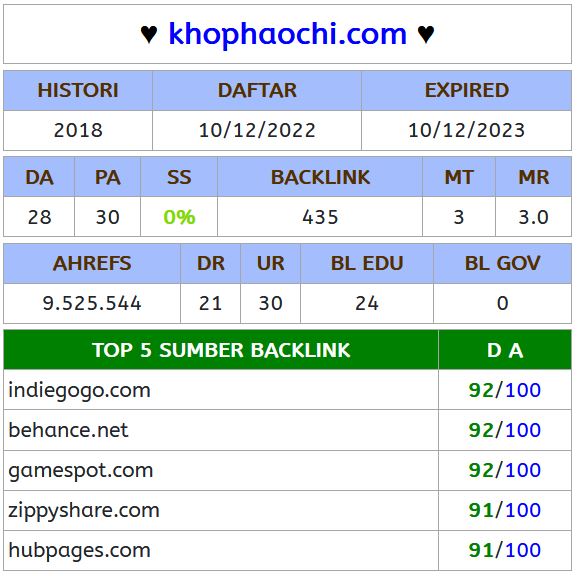 ♥ khophaochi.com ♥
HISTORI DAFTAR EXPIRED
2018 10/12/2022 10/12/2023
DA PA SS BACKLINK MT MR
28 30 0% 435 3 3.0
AHREFS DR UR BL EDU BL GOV
9.525.544 21 30 24 0
TOP 5 SUMBER BACKLINK D A
indiegogo.com 92/100
behance.net 92/100
gamespot.com 92/100
zippyshare.com 91/100
hubpages.com 91/100